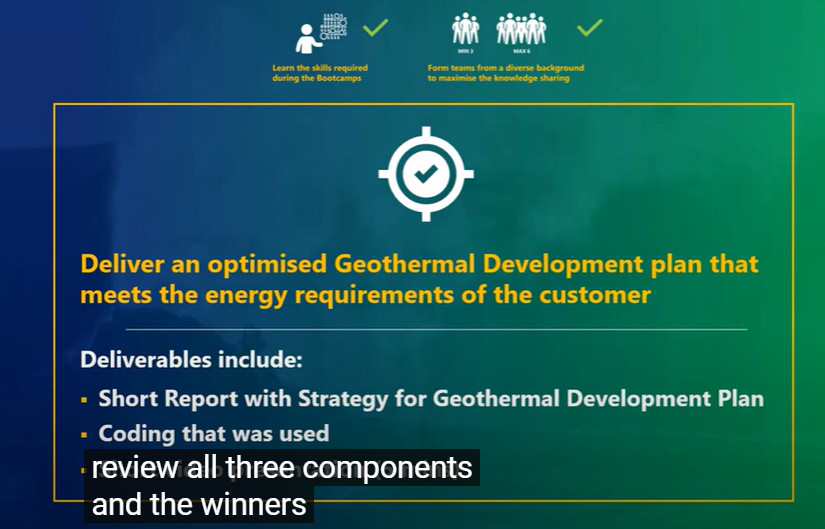 MIN 3
MAX 6
Learn the skills required
during the Bootcamps
Form teams from a diverse background
to maximise the knowledge sharing
Deliver an optimised Geothermal Development plan that
meets the energy requirements of the customer
Deliverables include:
Short Report with Strategy for Geothermal Development Plan
Coding that was used
review all three components
and the winners